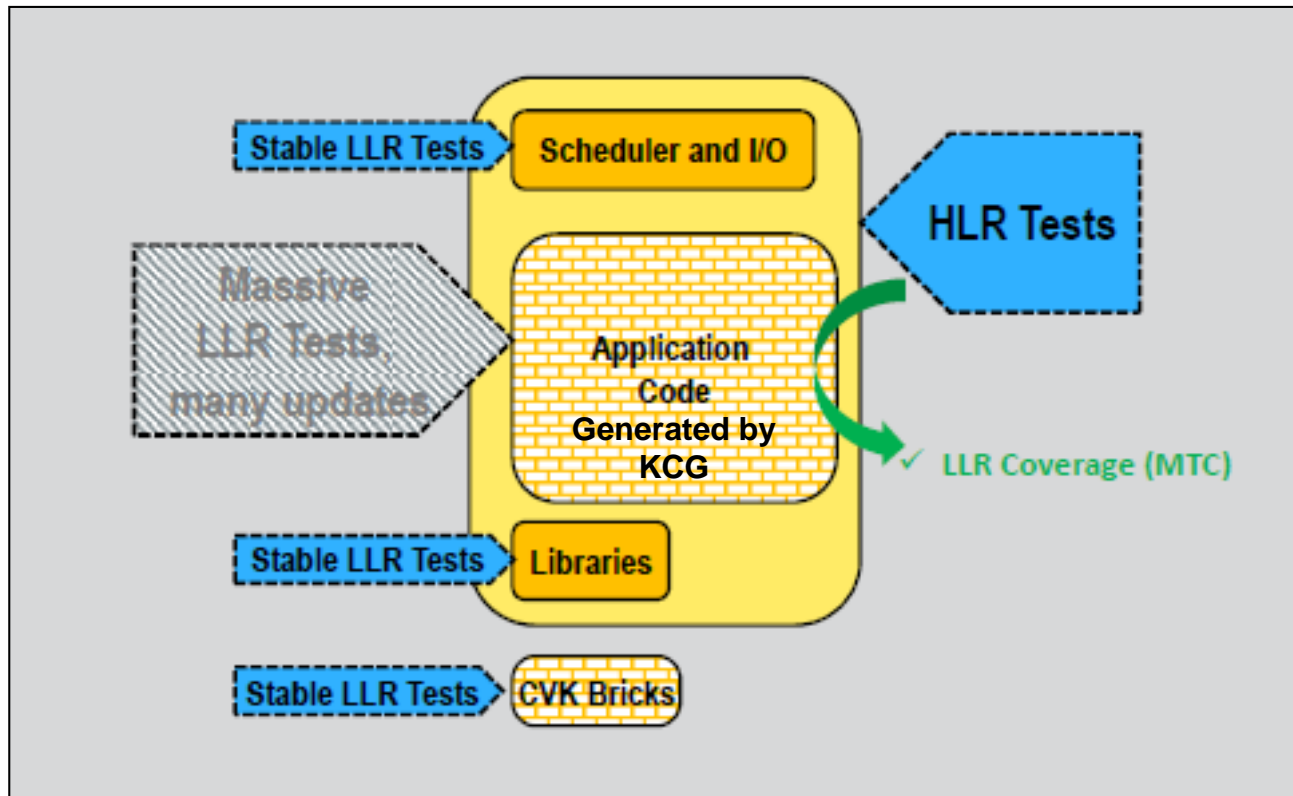 Stable LLR Tests
Scheduler and I/O
HLR Tests
Massive
LLR Tests,
many updates
Application
Code
Generated by
KCG
✓ LLR Coverage (MTC)
Stable LLR Tests
Libraries
Stable LLR Tests
CVK Bricks